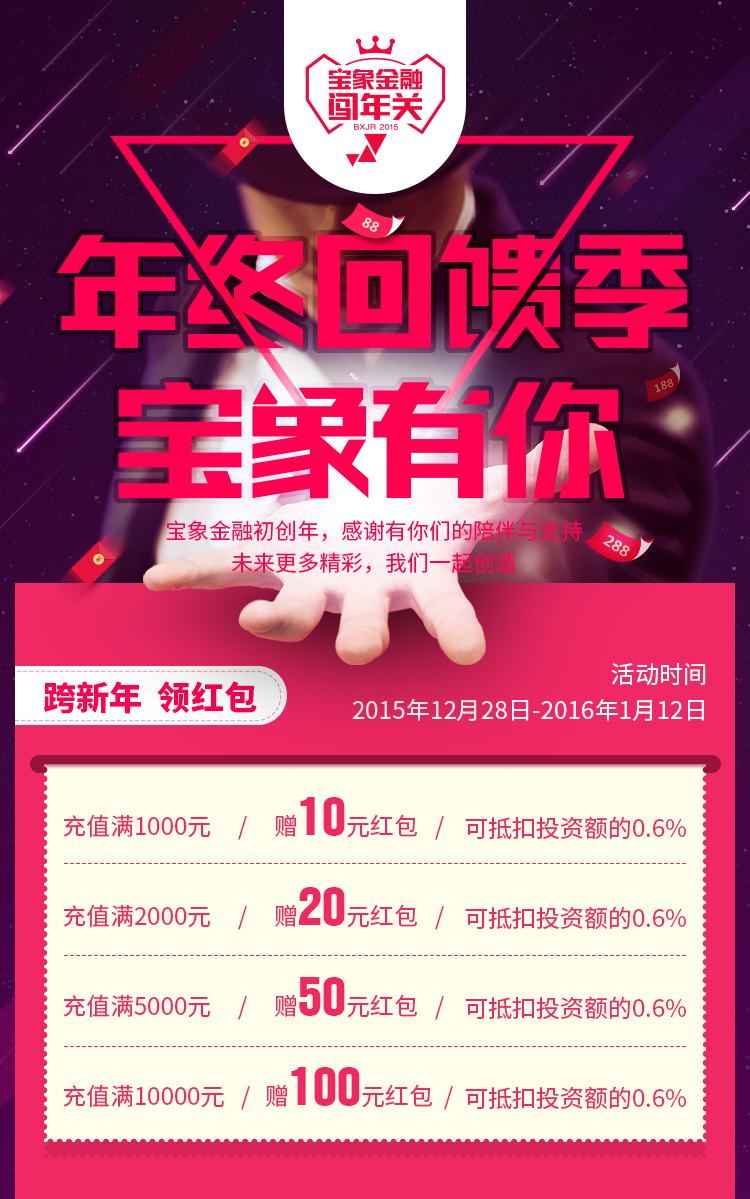 宝象金融
闯年关
BXJR 2015
88
年终回馈季
188
宝象有你
宝象金融初创年，感谢有你们的陪伴与支持
288
未来更多精彩，我们一起创造
活动时间
跨新年 领红包
2015年12月28日-2016年1月12日
充值满1000元 / 赠10元红包 / 可抵扣投资额的0.6%
充值满2000元 / 赠20元红包 / 可抵扣投资额的0.6%
充值满5000元 / 赠50元红包 / 可抵扣投资额的0.6%
充值满10000元 / 赠100元红包 / 可抵扣投资额的0.6%